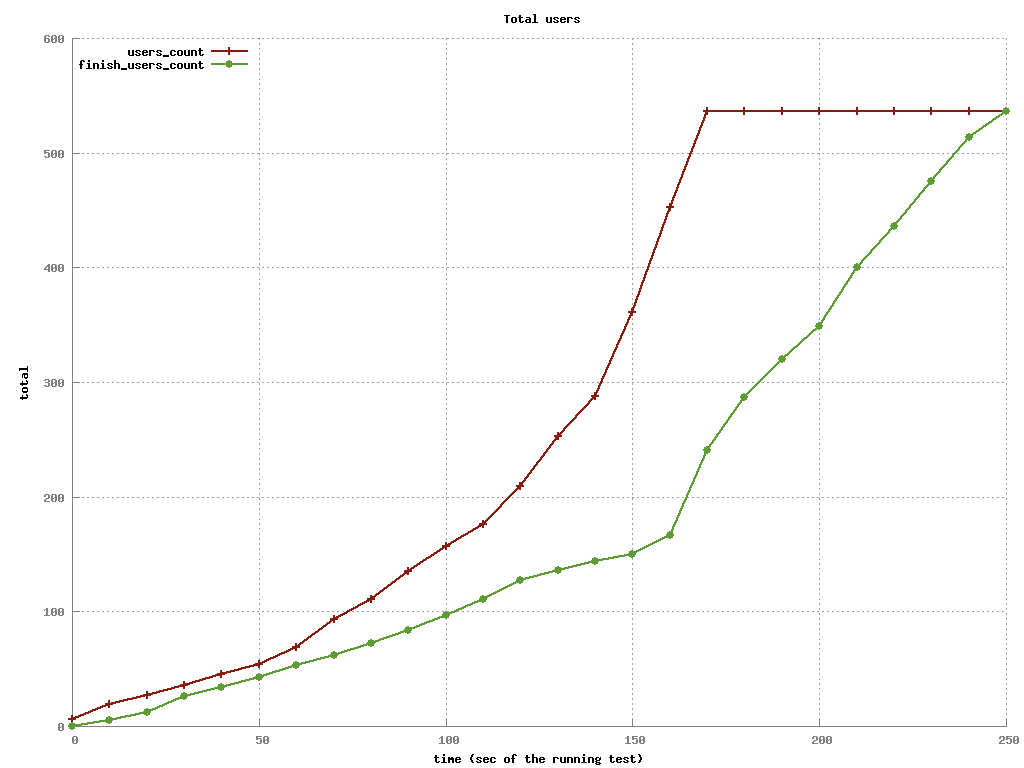 Total users
600
users_count
finish_users_count
500
400
300
total
200
100
0
0 50 100 150 200 250
time (sec of the running test)